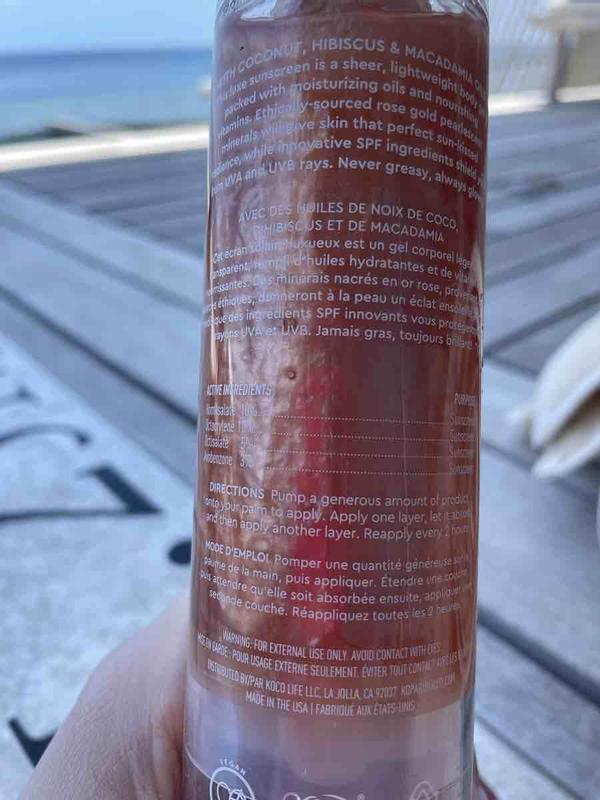 WITH COCONUT, HIBISCUS & MACADAMIA
luxe sunscreen is a sheer, lightweight body
packed with moisturizing oils and nourishing
vitamins. Ethically-sourced rose gold pearlescent
minerals will give skin that perfect sun-kissed
while innovative SPF ingredients shield
UVA and UVB rays. Never greasy, always
AVEC DES HUILES DE NOIX DE COCO,
D'HIBISCUS ET DE MACADAMIA
Cet écran solaire luxueux est un gel corporel léger
rempli d'huiles hydratantes et de
Des minerais nacrés en or rose,
éthiques, donneront à la peau un éclat
que des ingrédients SPF innovants vous
rayons UVA et UVB. Jamais gras, toujours brillant.
ACTIVE INGREDIENTS PURPOSE
Homosalate 10% Sunscreen
Octocrylene Sunscreen
Octisalate 5% Sunscreen
Avobenzone 3% Sunscreen
DIRECTIONS Pump a generous amount of product
onto your palm to apply. Apply one layer, let it absorb
and then apply another layer. Reapply every 2 hours.
MODE D'EMPLOI Pomper une quantité généreuse sur
paume de la main, puis appliquer. Étendre une couche
puis attendre qu'elle soit absorbée ensuite, appliquer
seconde couche. Réappliquez toutes les 2 heures.
WARNING: FOR EXTERNAL USE ONLY. AVOID CONTACT WITH EYES
MISE EN GARDE - POUR USAGE EXTERNE SEULEMENT. ÉVITER TOUT CONTACT AVEC LES
DISTRIBUTED BY/PAR KOCO LIFE LLC, LA JOLLA, CA 92037
MADE IN THE USA | FABRIQUÉ AUX ÉTATS-UNIS
VEGAN